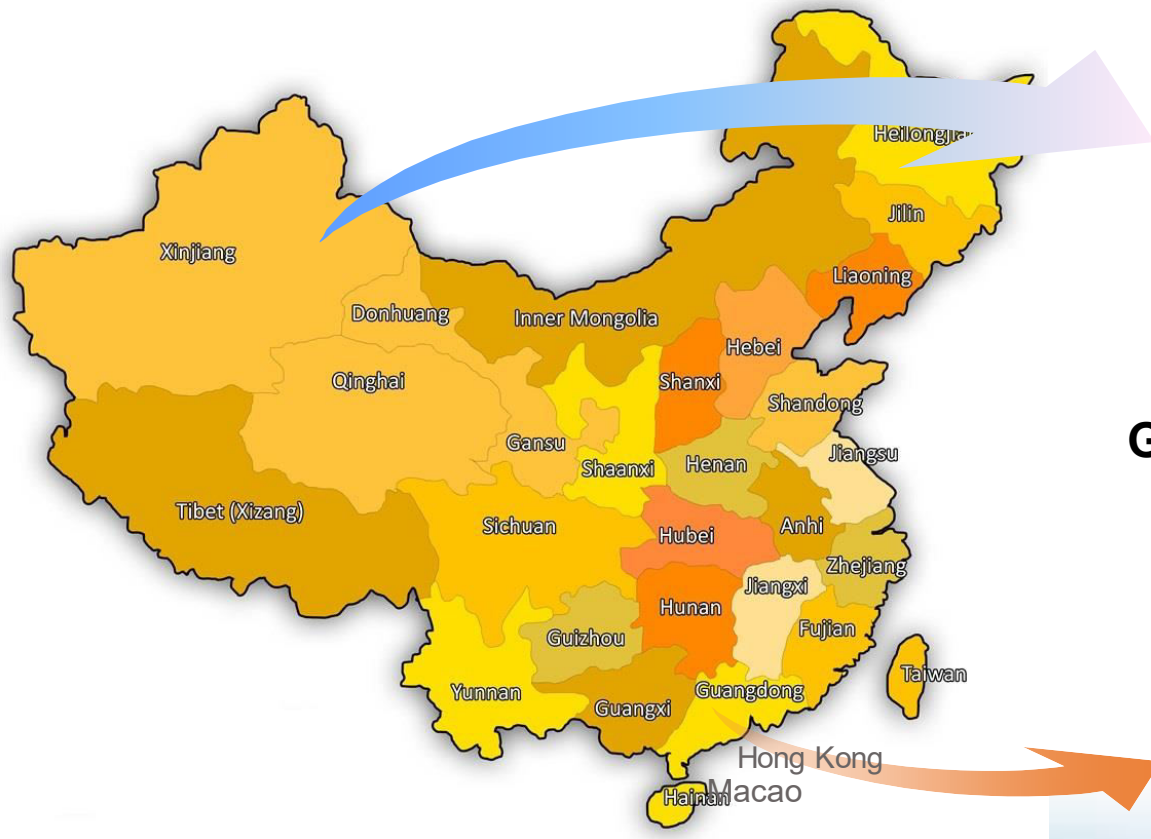 Heilongjia
Jilin
Xinjiang
Liaoning
Donhuang
Inner Mongolia
Hebei
Qinghai
Shanxi
Shandong
G
Gansu
Jiangsu
Shaanxi
Henan
Tibet (Xizang)
Sichuan
Anhi
Hubei
Zhejiang
Jiangxi
Hunan
Fujian
Guizhou
Taiwan
Yunnan
Guangdong
Guangxi
Hong Kong
Hainan
Macao